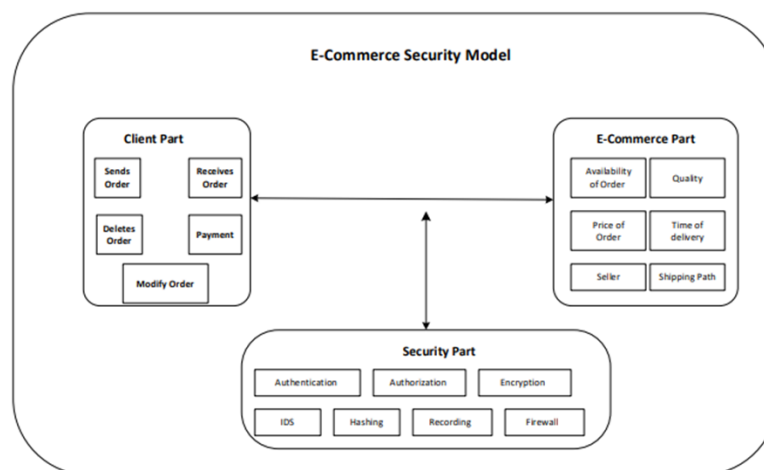 E-Commerce Security Model
Client Part
Sends
Order
Receives
Order
Deletes
Order
Payment
Modify Order
E-Commerce Part
Availability
of Order
Quality
Price of
Order
Time of
delivery
Seller
Shipping Path
Security Part
Authentication
Authorization
Encryption
IDS
Hashing
Recording
Firewall